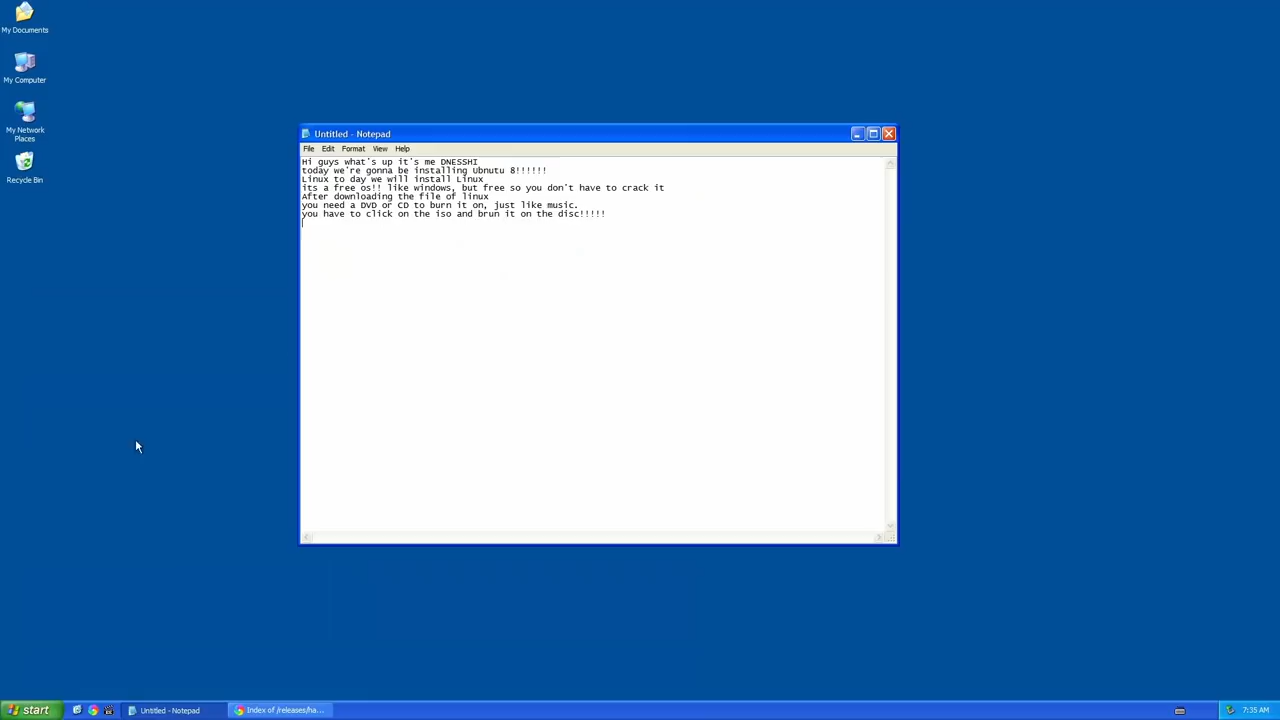 My Documents
My Computer
My Network
Places
Recycle Bin
Untitled - Notepad
File Edit Format View Help
Hi guys what's up it's me DNESSHI
today we're gonna be installing Ubnutu 8!!!!!!
Linux to day we will install Linux
its a free os!! like windows, but free so you don't have to crack it
After downloading the file of linux
you need a DVD or CD to burn it on, just like music.
you have to click on the iso and brun it on the disc!!!!!
start
Untitled - Notepad
Index of /releases/ha...
7:35 AM